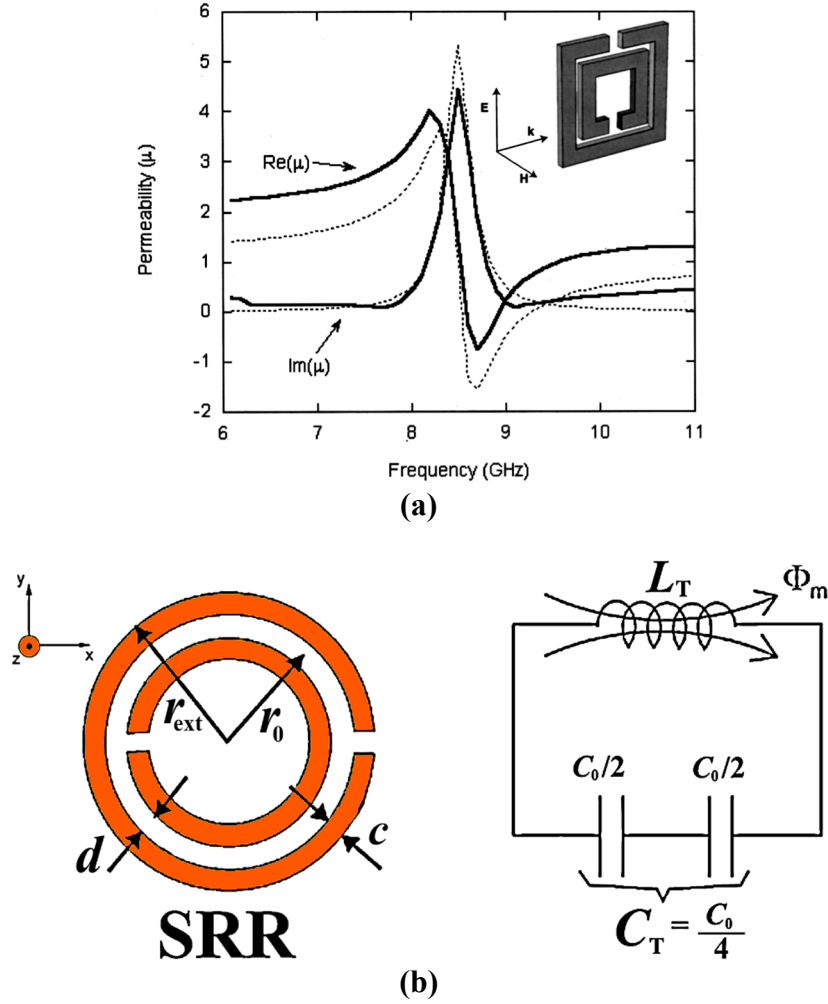 6
5
4
3
2
1
0
-1
-2
Permeability (μ)
Re(μ)
Im(μ)
E
k
H
6 7 8 9 10 11
Frequency (GHz)
(a)
y
z x
r_ext r_0
d c
SRR
L_T Φ_m
C_0/2 C_0/2
C_T = C_0/4
(b)